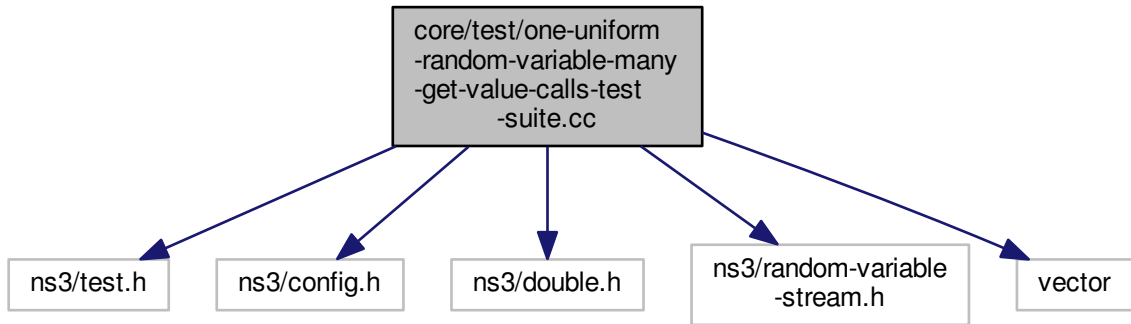 core/test/one-uniform
-random-variable-many
-get-value-calls-test
-suite.cc
ns3/test.h
ns3/config.h
ns3/double.h
ns3/random-variable
-stream.h
vector